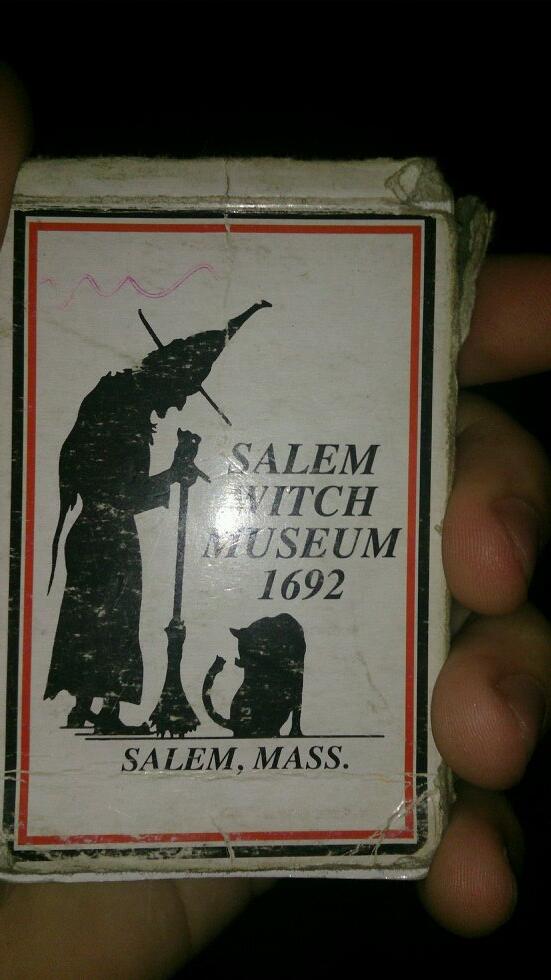 SALEM
WITCH
MUSEUM
1692
SALEM, MASS.